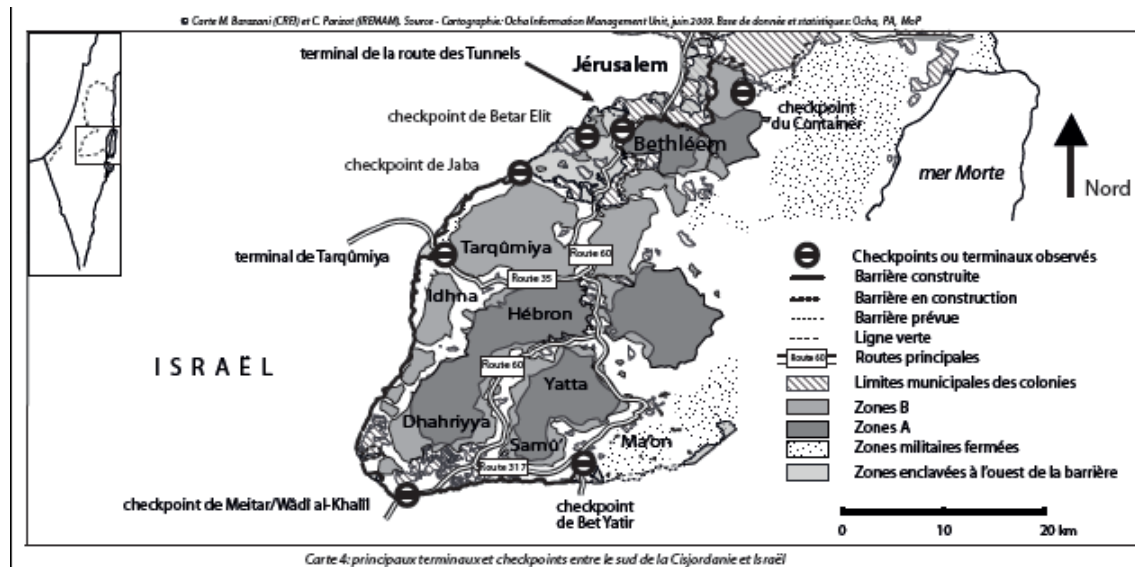 © Carte M. Barazani (CREI) et C. Parizot (IREMAM). Source - Cartographie: Ocha Information Management Unit, juin 2009. Base de donnée et statistiques: Ocha, PA, MoP
terminal de la route des Tunnels
Jérusalem
checkpoint de Betar Elit
checkpoint
du Container
Bethléem
checkpoint de Jaba
mer Morte
Nord
terminal de Tarqûmiya
Tarqûmiya
Route 60
Route 35
Idhna
Hébron
ISRAËL
Route 60
Yatta
Dhahriyya
Samû'
Ma'on
Route 317
checkpoint de Meitar/Wâdî al-Khalîl
checkpoint
de Bet Yatir
Checkpoints ou terminaux observés
Barrière construite
Barrière en construction
Barrière prévue
Ligne verte
Route 60
Routes principales
Limites municipales des colonies
Zones B
Zones A
Zones militaires fermées
Zones enclavées à l'ouest de la barrière
0
10
20 km
Carte 4: principaux terminaux et checkpoints entre le sud de la Cisjordanie et Israël